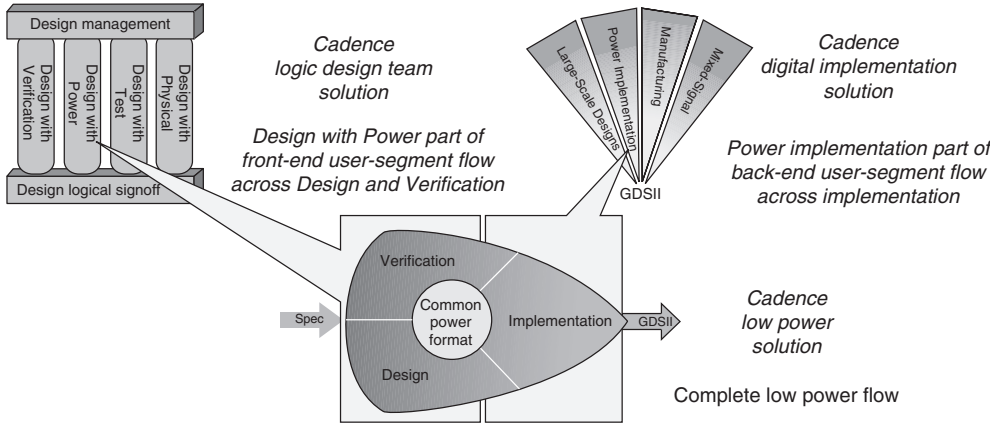 Design management
Design with
Verification
Design with
Power
Design with
Test
Design with
Physical
Design logical signoff
Cadence
logic design team
solution
Design with Power part of
front-end user-segment flow
across Design and Verification
Large-Scale Designs
Power Implementation
Manufacturing
Mixed-Signal
GDSII
Cadence
digital implementation
solution
Power implementation part of
back-end user-segment flow
across implementation
Spec
Verification
Common
power
format
Design
Implementation
GDSII
Cadence
low power
solution
Complete low power flow